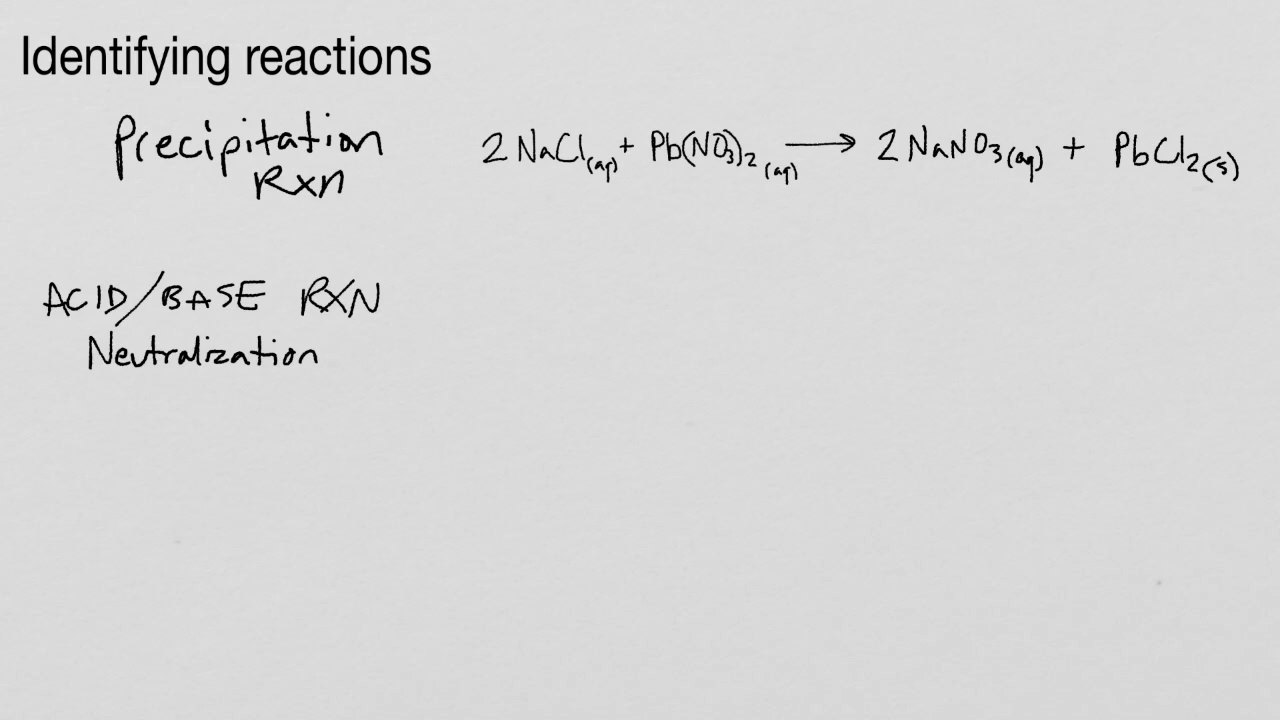 Identifying reactions
Precipitation 2 NaCl(aq) + Pb(NO3)2 (aq) ⟶ 2 NaNO3(aq) + PbCl2(s)
Rxn
ACID/BASE RXN
Neutralization